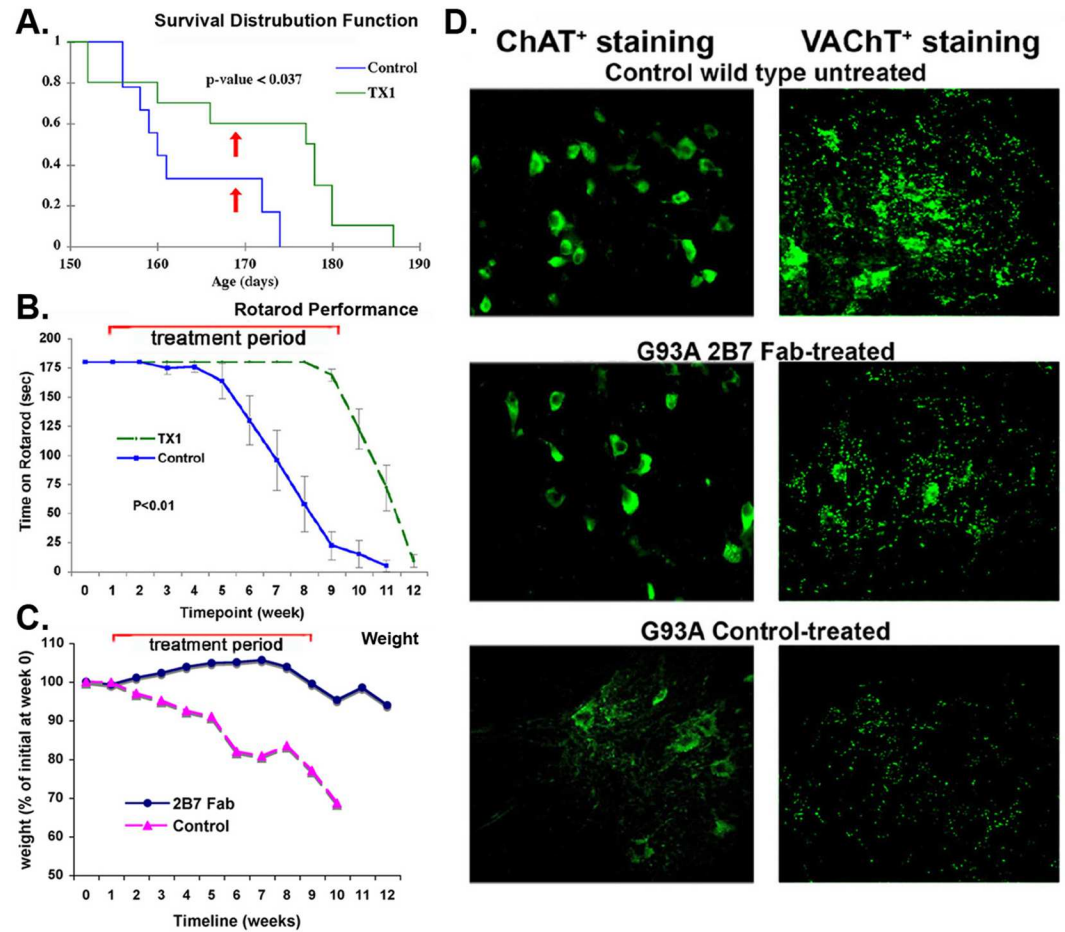 A.
Survival Distrubution Function
1
0.8
0.6
0.4
0.2
0
p-value < 0.037
Control
TX1
150 160 170 180 190
Age (days)
B.
Rotarod Performance
treatment period
Time on Rotarod (sec)
200
175
150
125
100
75
50
25
0
TX1
Control
P<0.01
0 1 2 3 4 5 6 7 8 9 10 11 12
Timepoint (week)
C.
Weight
treatment period
weight (% of initial at week 0)
110
100
90
80
70
60
50
2B7 Fab
Control
0 1 2 3 4 5 6 7 8 9 10 11 12
Timeline (weeks)
D.
ChAT⁺ staining VAChT⁺ staining
Control wild type untreated
G93A 2B7 Fab-treated
G93A Control-treated